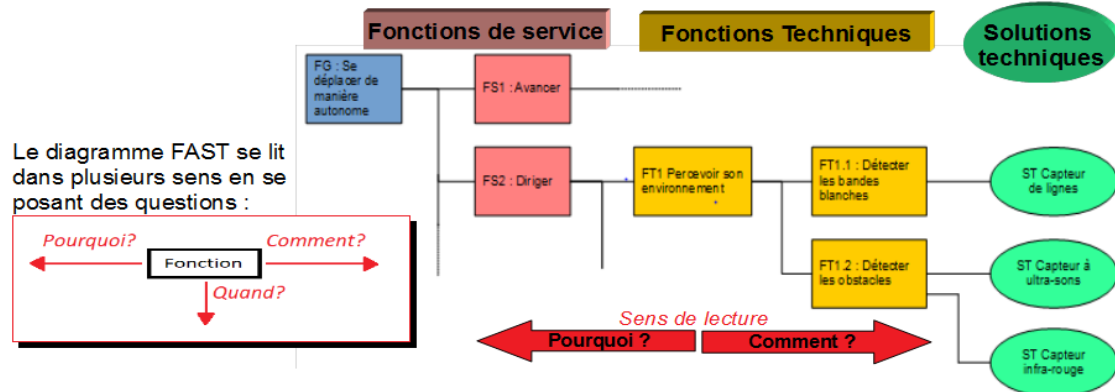 Fonctions de service
Fonctions Techniques
Solutions
techniques
FG : Se
déplacer de
manière
autonome
FS1 : Avancer
Le diagramme FAST se lit
dans plusieurs sens en se
posant des questions :
Pourquoi?
Comment?
Fonction
Quand?
FS2 : Diriger
FT1 Percevoir son
environnement
FT1.1 : Détecter
les bandes
blanches
ST Capteur
de lignes
FT1.2 : Détecter
les obstacles
ST Capteur à
ultra-sons
ST Capteur
infra-rouge
Sens de lecture
Pourquoi ?
Comment ?